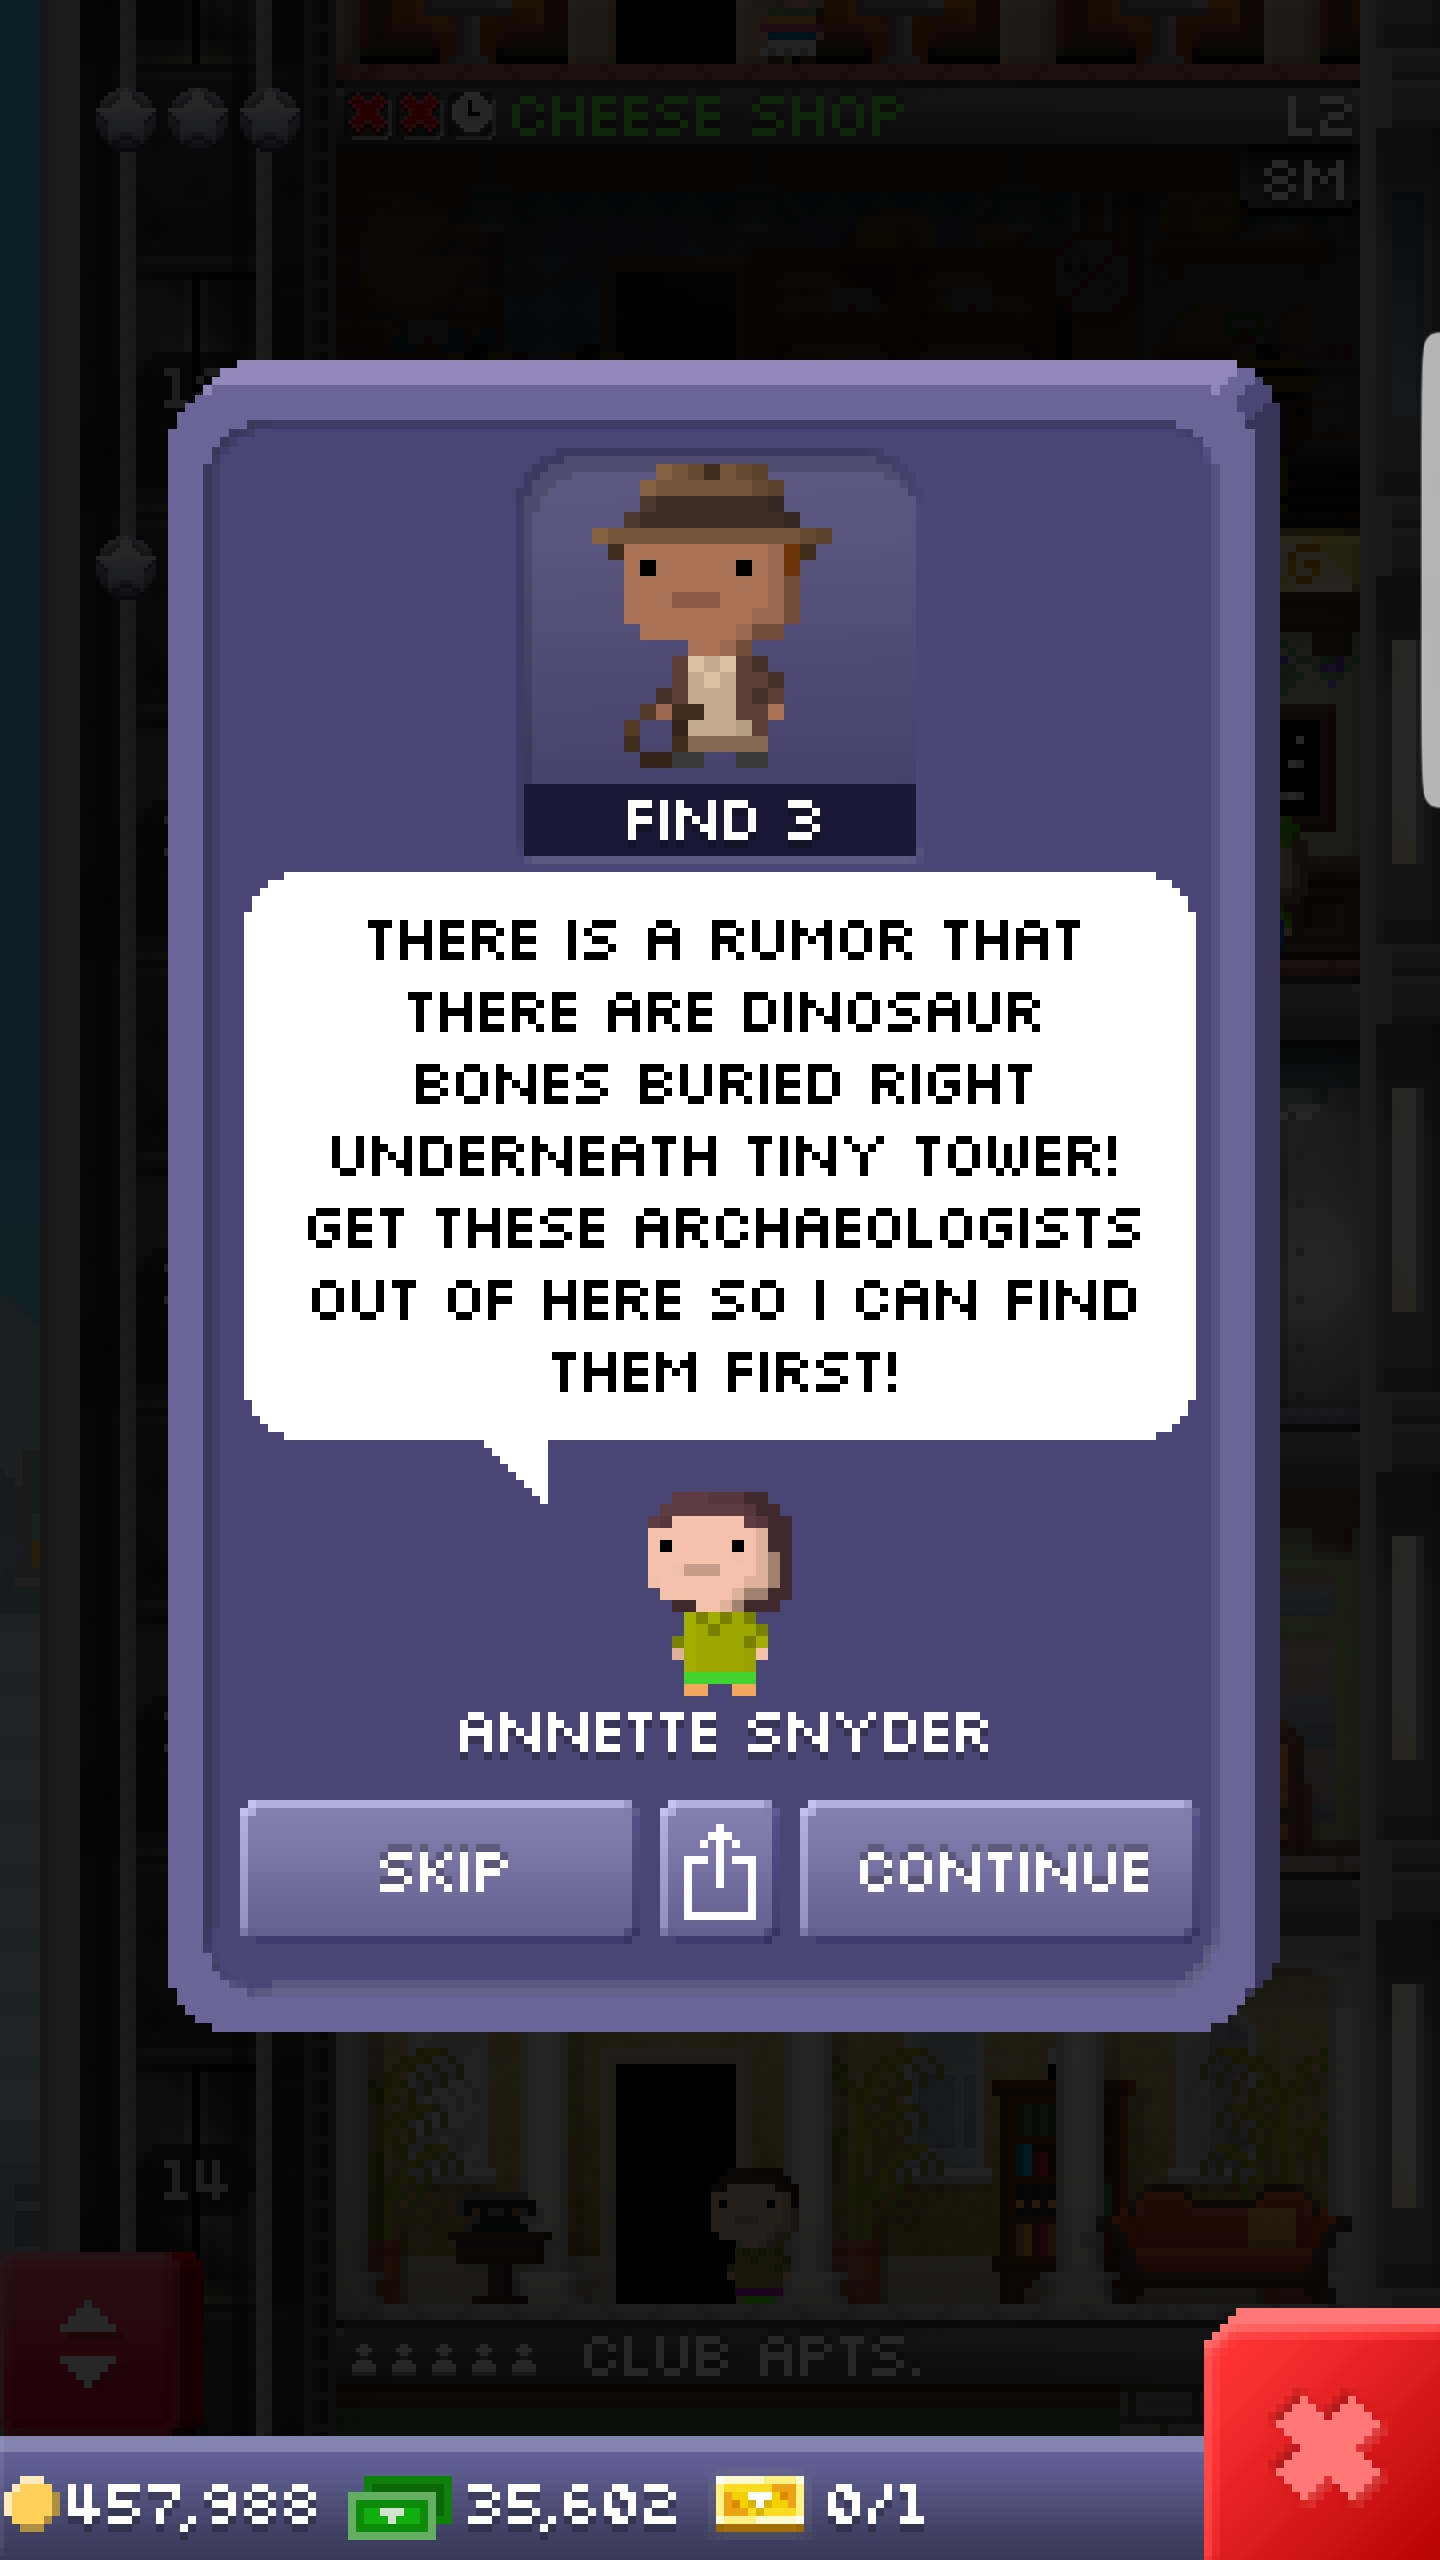 CHEESE SHOP L2
8M
FIND 3
THERE IS A RUMOR THAT
THERE ARE DINOSAUR
BONES BURIED RIGHT
UNDERNEATH TINY TOWER!
GET THESE ARCHAEOLOGISTS
OUT OF HERE SO I CAN FIND
THEM FIRST!
ANNETTE SNYDER
SKIP
CONTINUE
14
CLUB APTS.
457,988 35,602 0/1